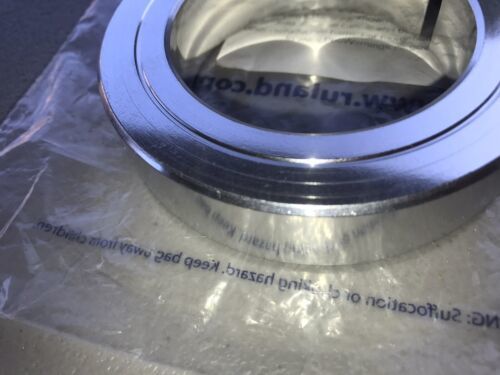 www.ruland.com
NG: Suffocation or choking hazard. Keep bag away from children.